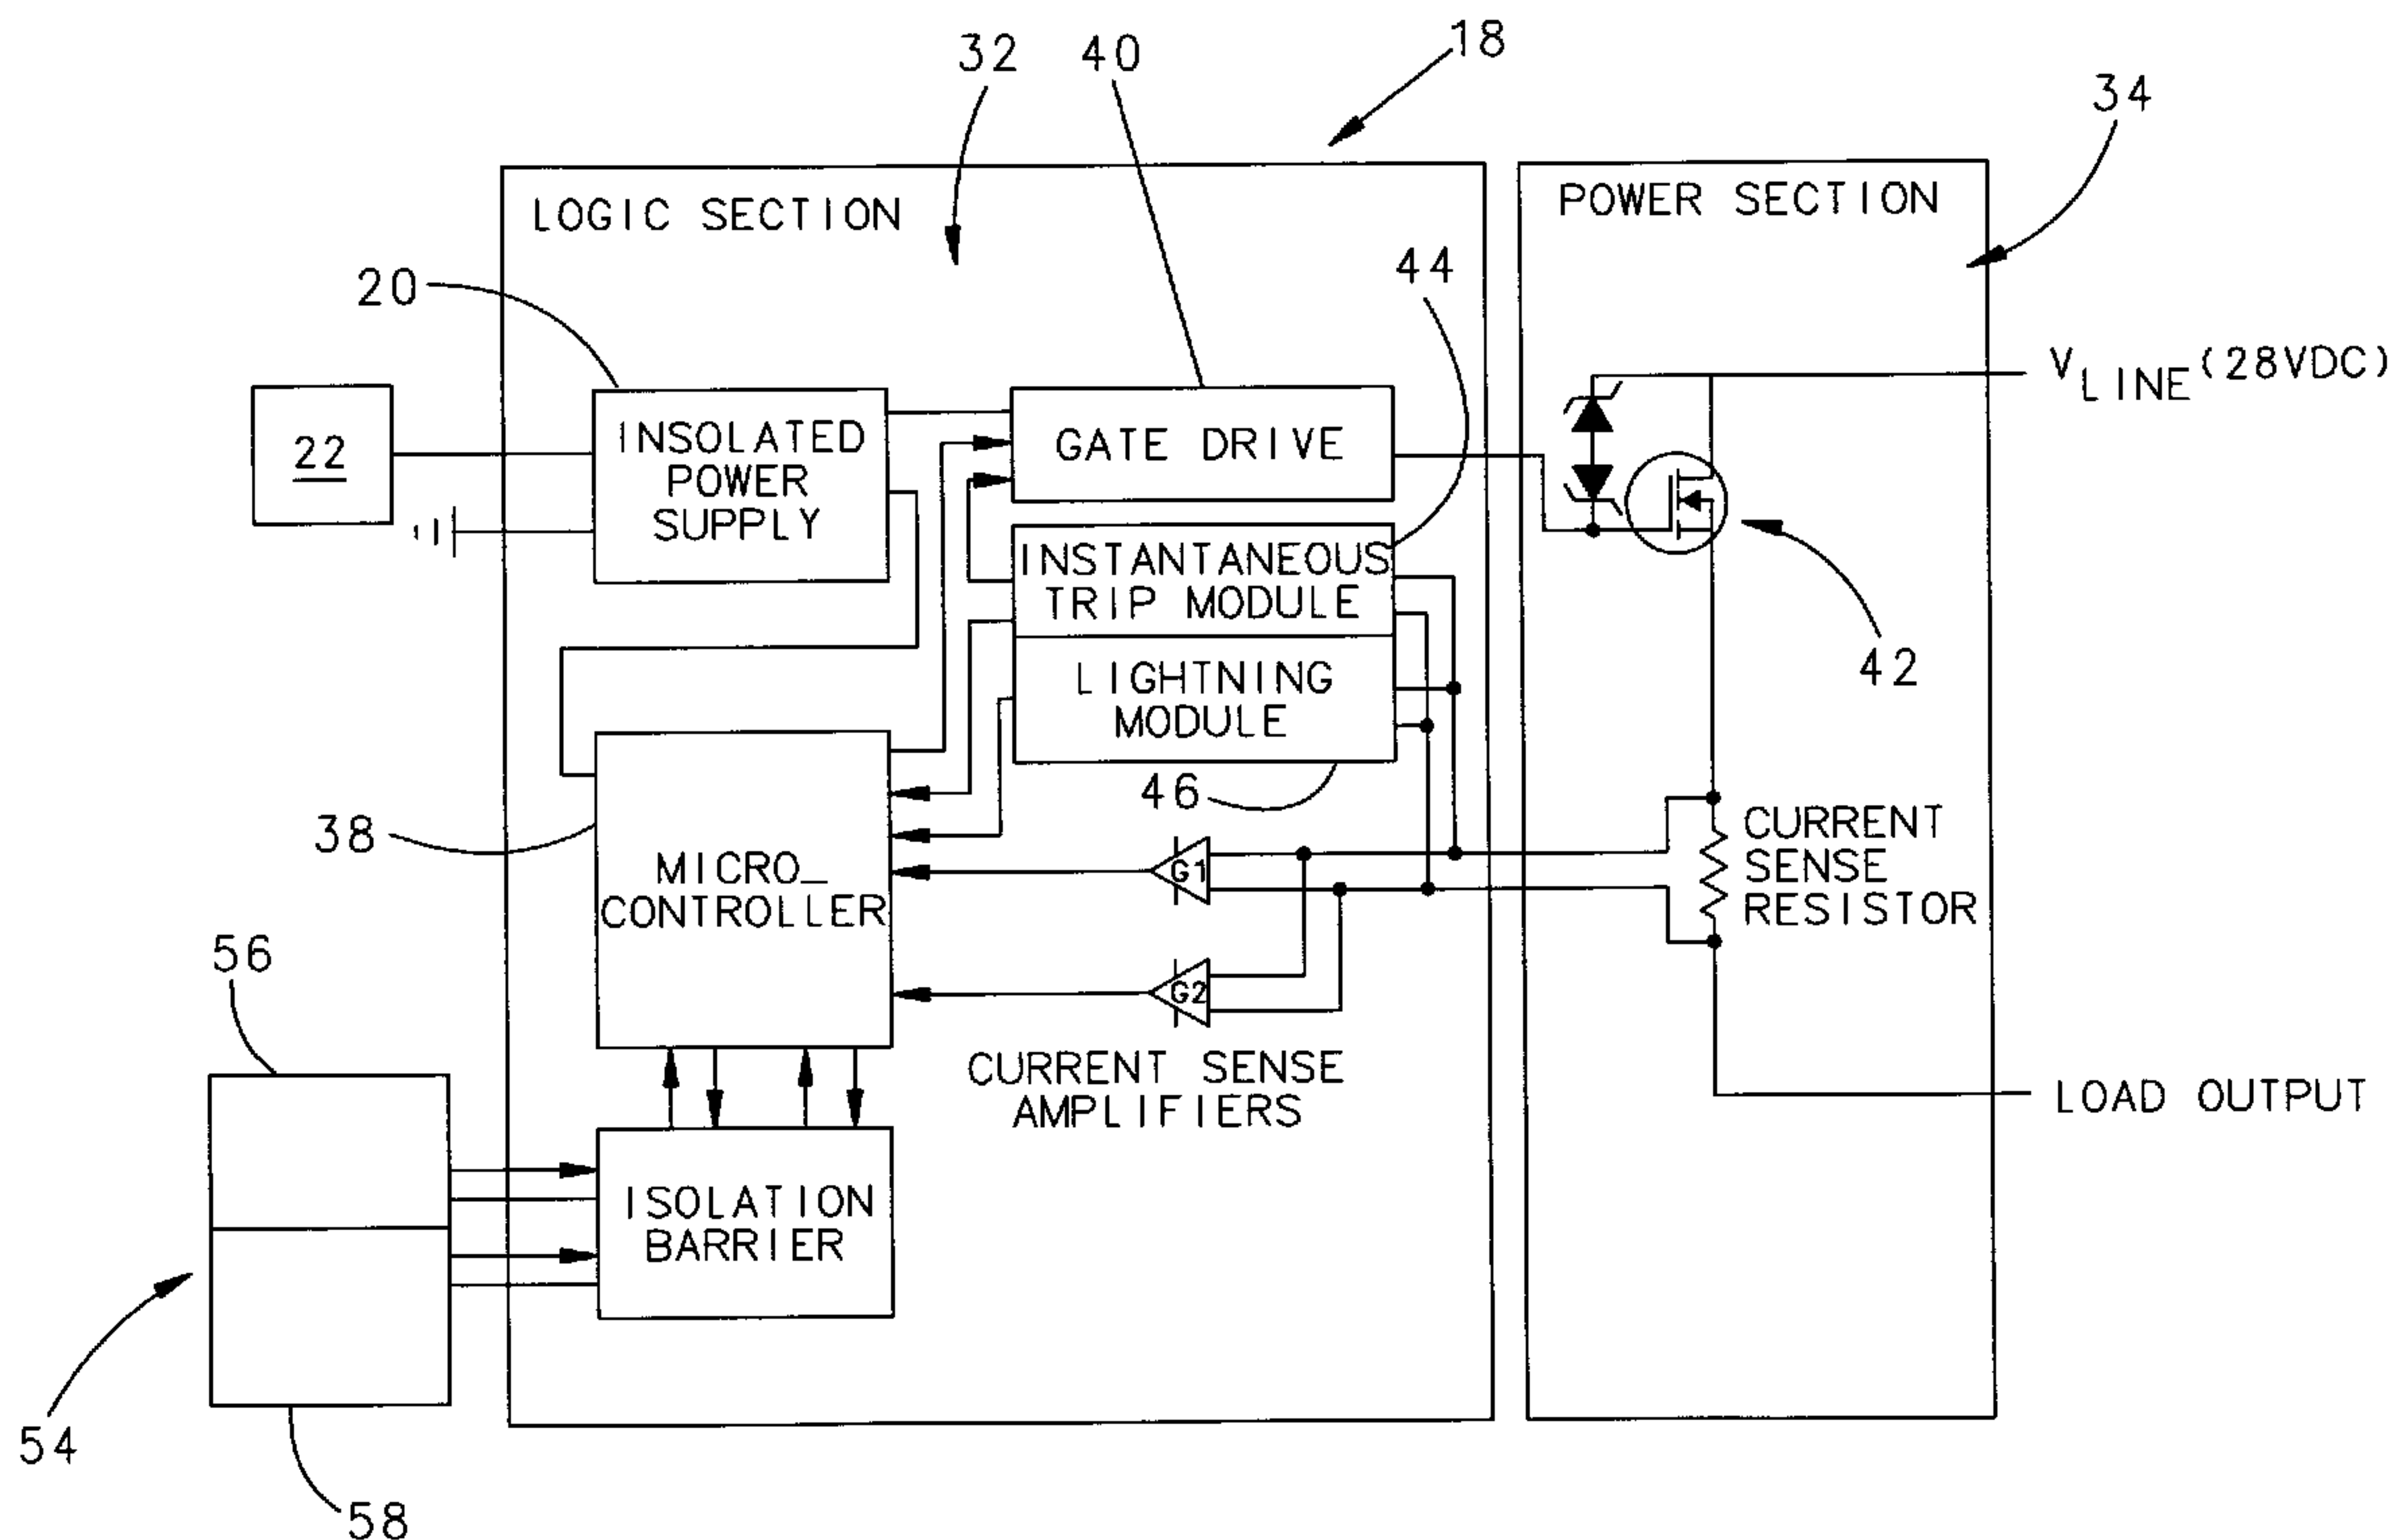 32
40
18
34
LOGIC SECTION
POWER SECTION
20
44
22
INSOLATED
POWER
SUPPLY
GATE DRIVE
V LINE (28VDC)
INSTANTANEOUS
TRIP MODULE
LIGHTNING
MODULE
42
46
38
MICRO_
CONTROLLER
G1
G2
CURRENT
SENSE
RESISTOR
CURRENT SENSE
AMPLIFIERS
56
ISOLATION
BARRIER
LOAD OUTPUT
54
58